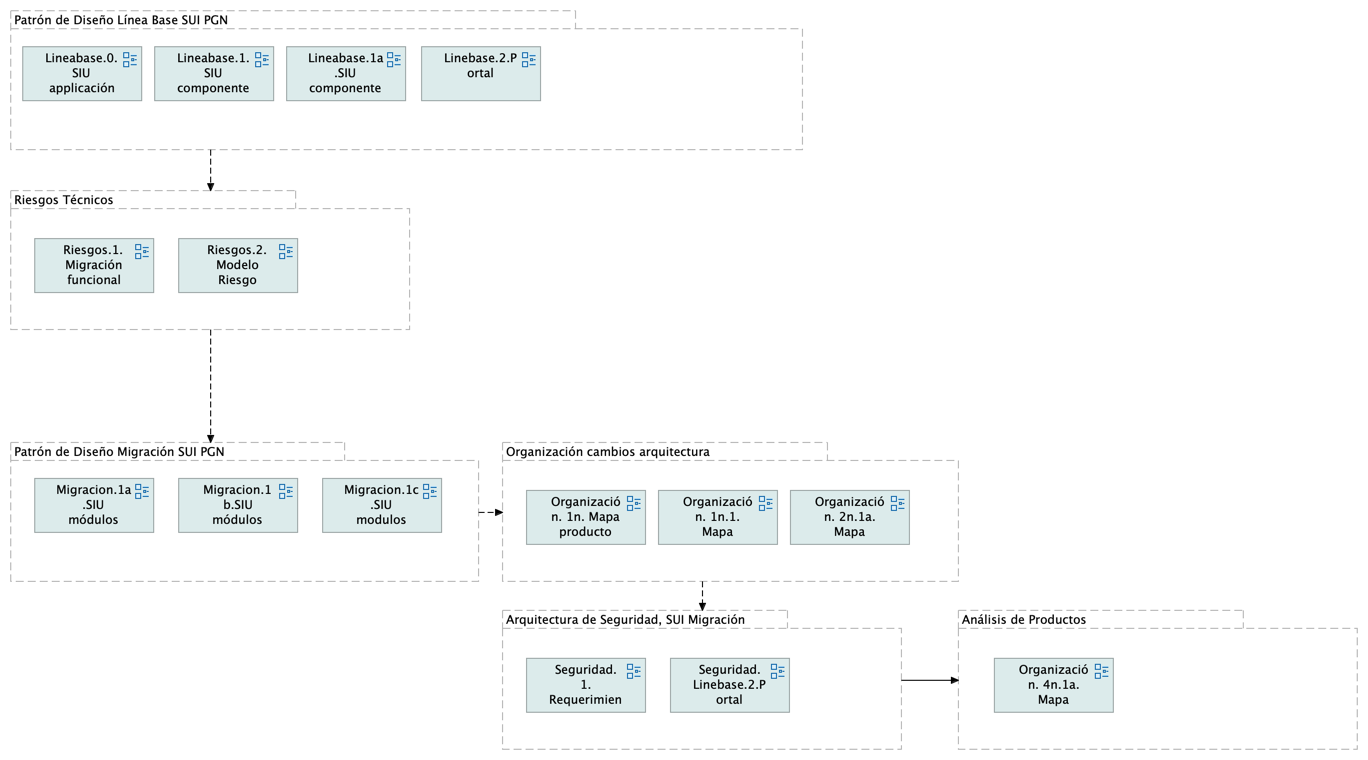 Patrón de Diseño Línea Base SUI PGN
Lineabase.0.
SIU
applicación
Lineabase.1.
SIU
componente
Lineabase.1a
.SIU
componente
Linebase.2.P
ortal
Riesgos Técnicos
Riesgos.1.
Migración
funcional
Riesgos.2.
Modelo
Riesgo
Patrón de Diseño Migración SUI PGN
Migracion.1a
.SIU
módulos
Migracion.1
b.SIU
módulos
Migracion.1c
.SIU
modulos
Organización cambios arquitectura
Organizació
n. 1n. Mapa
producto
Organizació
n. 1n.1.
Mapa
Organizació
n. 2n.1a.
Mapa
Arquitectura de Seguridad, SUI Migración
Seguridad.
1.
Requerimien
Seguridad.
Linebase.2.P
ortal
Análisis de Productos
Organizació
n. 4n.1a.
Mapa